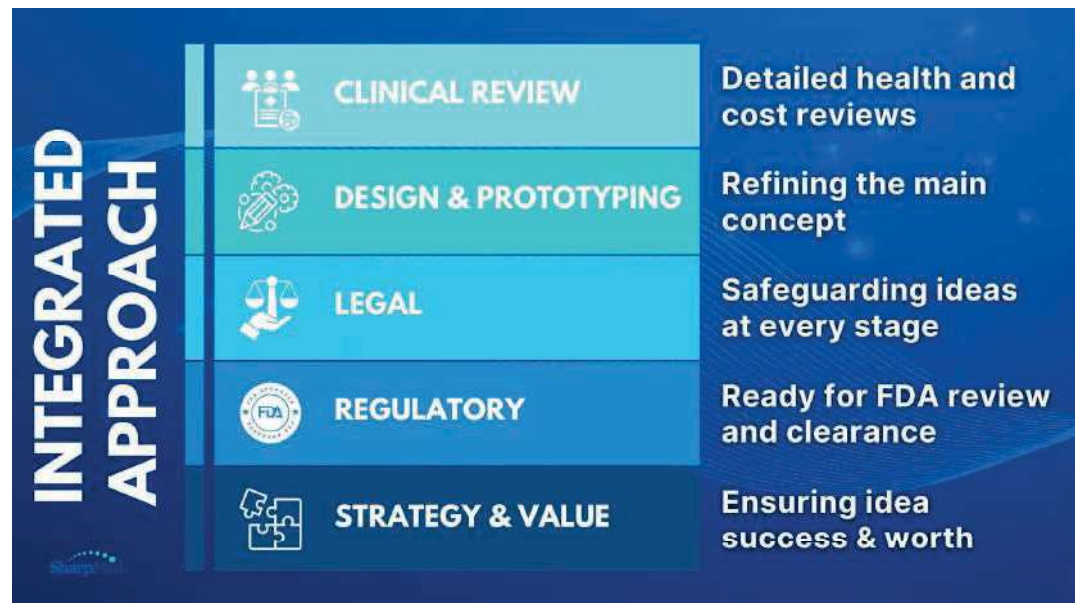 INTEGRATED
APPROACH
CLINICAL REVIEW
Detailed health and
cost reviews
DESIGN & PROTOTYPING
Refining the main
concept
LEGAL
Safeguarding ideas
at every stage
FDA
REGULATORY
Ready for FDA review
and clearance
STRATEGY & VALUE
Ensuring idea
success & worth